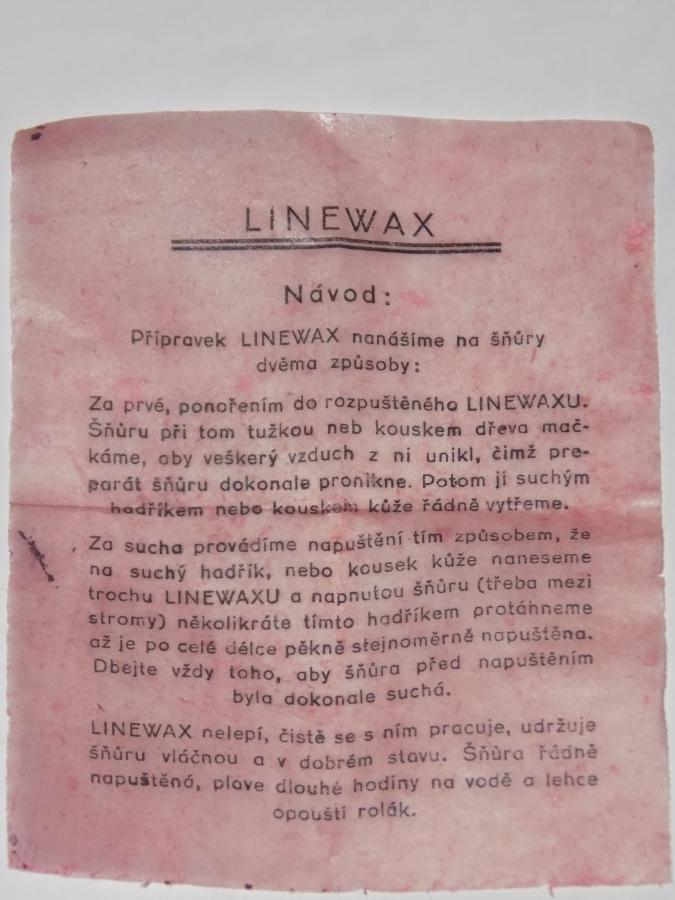 LINEWAX
Návod:
Přípravek LINEWAX nanášíme na šňůry
dvěma způsoby:
Za prvé, ponořením do rozpuštěného LINEWAXU.
Šňůru při tom tužkou neb kouskem dřeva mač-
káme, aby veškerý vzduch z ni unikl, čimž pre-
parát šňůru dokonale pronikne. Potom ji suchým
hadříkem nebo kouskem kůže řádně vytřeme.
Za sucha provádíme napuštění tím způsobem, že
na suchý hadřík, nebo kousek kůže naneseme
trochu LINEWAXU a napnutou šňůru (třeba mezi
stromy) několikráte tímto hadříkem protáhneme
až je po celé délce pěkně stejnoměrně napuštěna.
Dbejte vždy toho, aby šňůra před napuštěním
byla dokonale suchá.
LINEWAX nelepí, čistě se s ním pracuje, udržuje
šňůru vláčnou a v dobrém stavu. Šňůra řádně
napuštěná, plave dlouhé hodiny na vodě a lehce
opouští rolák.